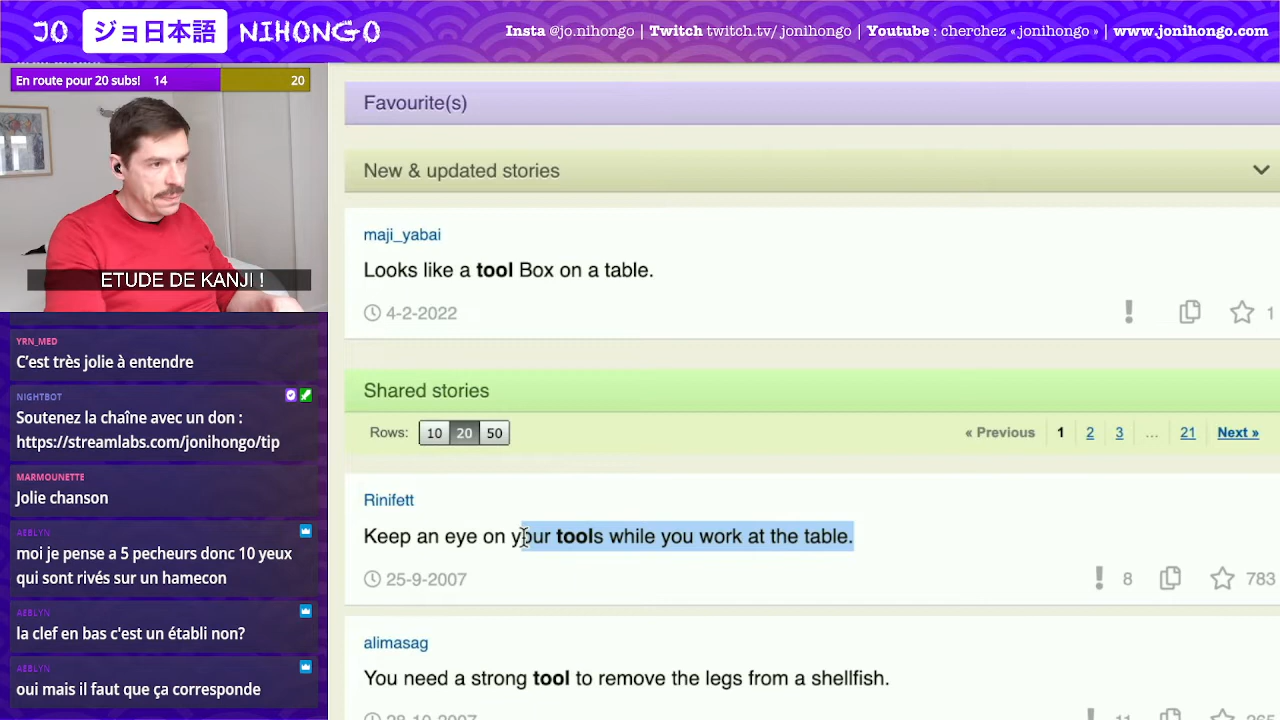 JO ジョ日本語 NIHONGO
Insta @jo.nihongo | Twitch twitch.tv/jonihongo | Youtube : cherchez « jonihongo » | www.jonihongo.com
En route pour 20 subs! 14 20
ETUDE DE KANJI !
YRN_MED
C'est très jolie à entendre
NIGHTBOT
Soutenez la chaîne avec un don :
https://streamlabs.com/jonihongo/tip
MARMOUNETTE
Jolie chanson
AEBLYN
moi je pense a 5 pecheurs donc 10 yeux
qui sont rivés sur un hamecon
AEBLYN
la clef en bas c'est un établi non?
AEBLYN
oui mais il faut que ça corresponde
Favourite(s)
New & updated stories
maji_yabai
Looks like a tool Box on a table.
4-2-2022 1
Shared stories
Rows: 10 20 50 « Previous 1 2 3 ... 21 Next »
Rinifett
Keep an eye on your tools while you work at the table.
25-9-2007 8 783
alimasag
You need a strong tool to remove the legs from a shellfish.
28-10-2007 11 265